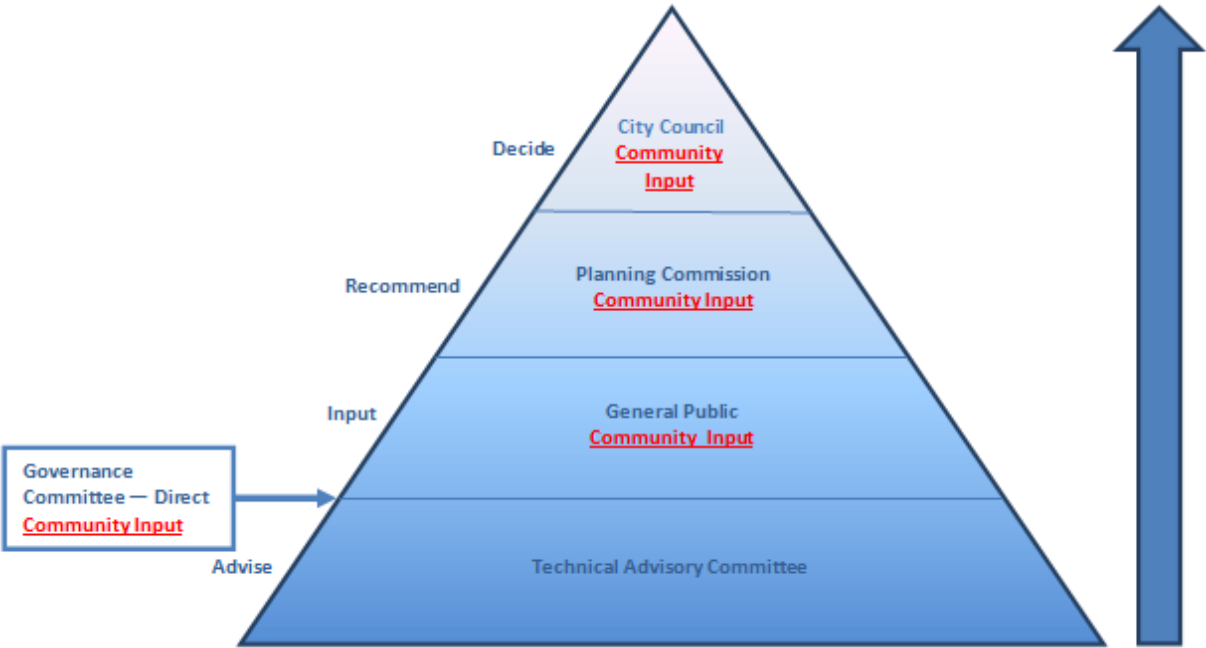 Decide
City Council
Community
Input
Recommend
Planning Commission
Community Input
Input
General Public
Community Input
Governance
Committee — Direct
Community Input
Advise
Technical Advisory Committee